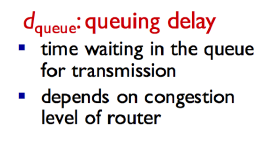 dqueue: queuing delay
▪ time waiting in the queue
for transmission
▪ depends on congestion
level of router